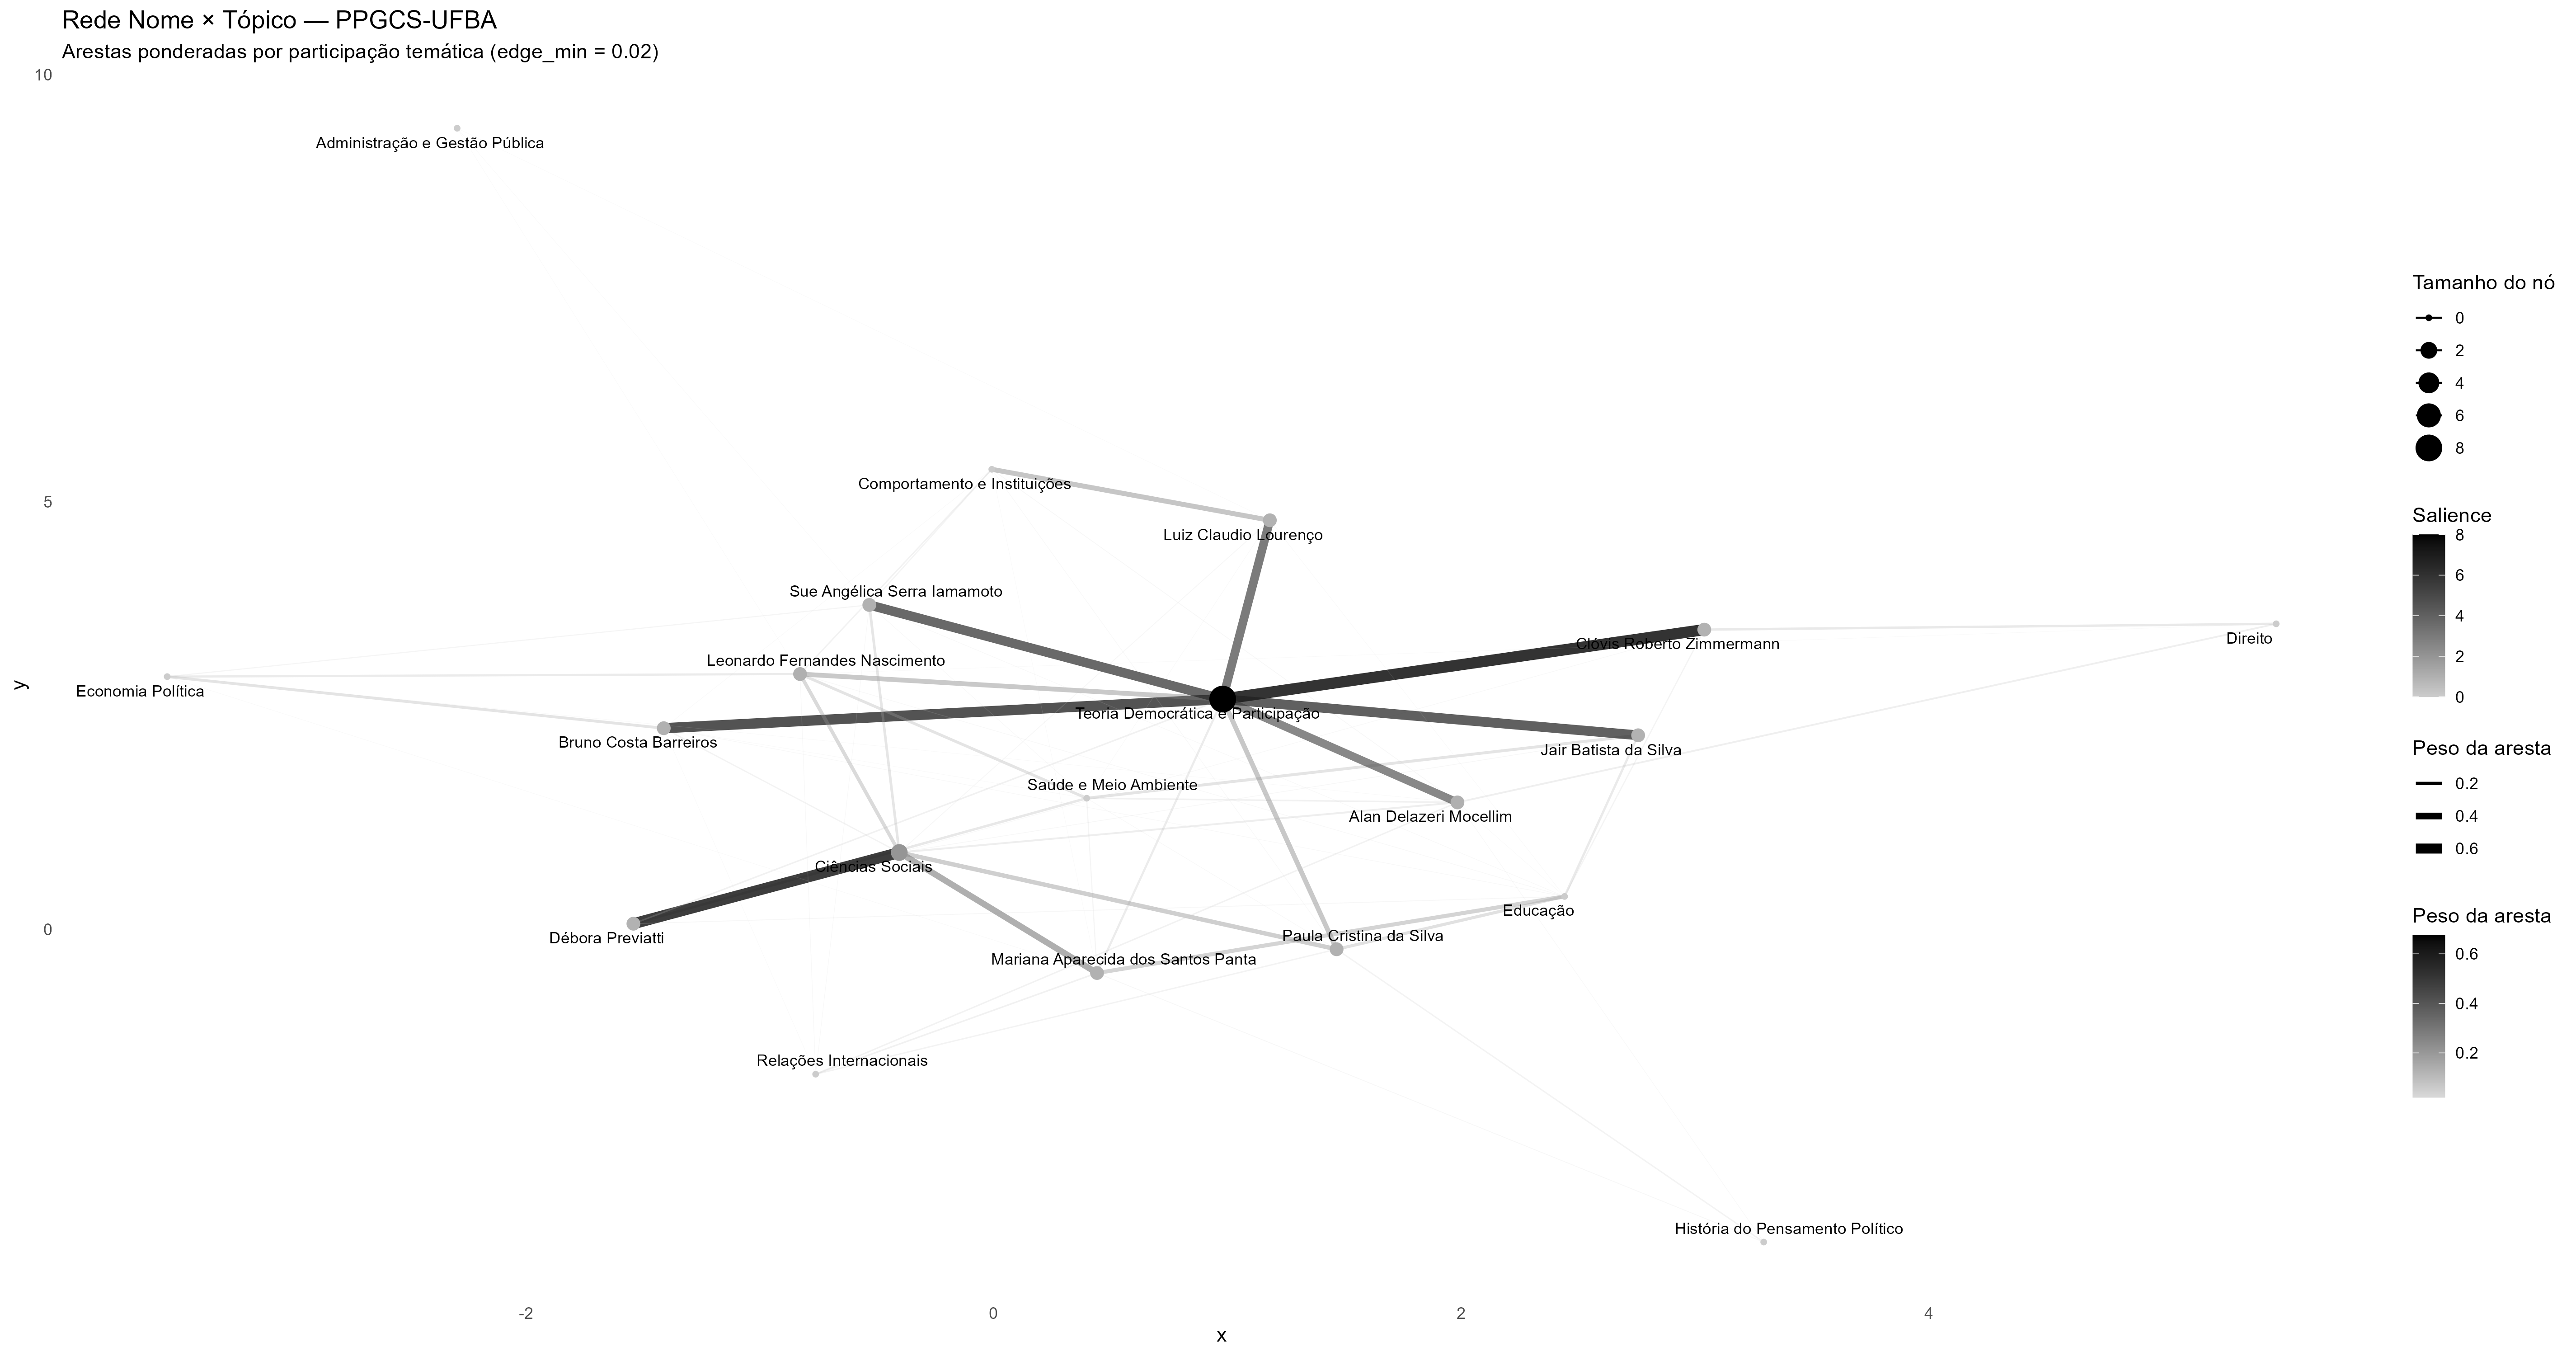 Rede Nome × Tópico — PPGCS-UFBA
Arestas ponderadas por participação temática (edge_min = 0.02)
10
Administração e Gestão Pública
Tamanho do nó
0
2
4
6
8
Comportamento e Instituições
5
Luiz Claudio Lourenço
Salience
8
6
4
2
0
Sue Angélica Serra Iamamoto
Clóvis Roberto Zimmermann
Direito
Leonardo Fernandes Nascimento
y
Economia Política
Teoria Democrática e Participação
Bruno Costa Barreiros
Jair Batista da Silva
Peso da aresta
0.2
0.4
0.6
Saúde e Meio Ambiente
Alan Delazeri Mocellim
Ciências Sociais
Educação
Peso da aresta
0.6
0.4
0.2
0
Débora Previatti
Paula Cristina da Silva
Mariana Aparecida dos Santos Panta
Relações Internacionais
História do Pensamento Político
-2
0
2
4
x